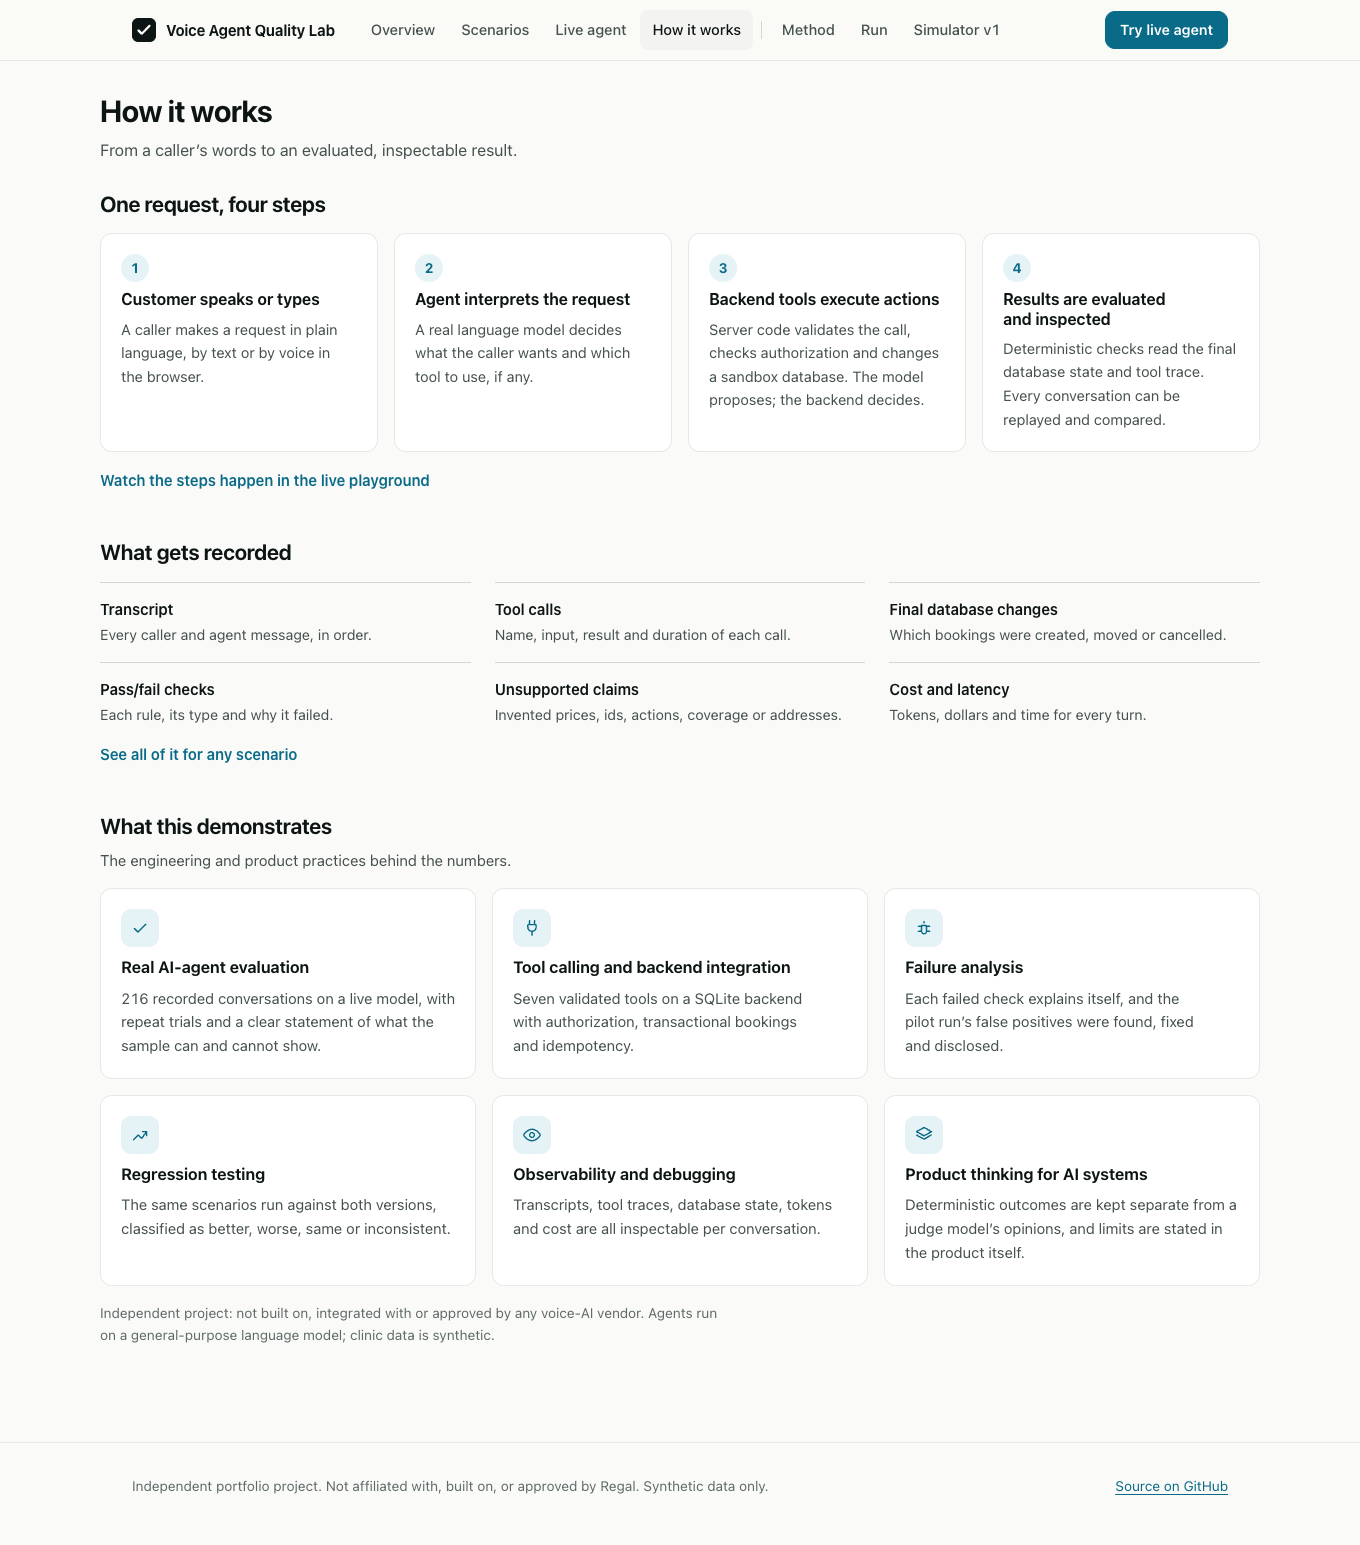 Voice Agent Quality Lab
Overview
Scenarios
Live agent
How it works
Method
Run
Simulator v1
Try live agent
How it works
From a caller's words to an evaluated, inspectable result.
One request, four steps
1
Customer speaks or types
A caller makes a request in plain
language, by text or by voice in
the browser.
2
Agent interprets the request
A real language model decides
what the caller wants and which
tool to use, if any.
3
Backend tools execute actions
Server code validates the call,
checks authorization and changes
a sandbox database. The model
proposes; the backend decides.
4
Results are evaluated
and inspected
Deterministic checks read the final
database state and tool trace.
Every conversation can be
replayed and compared.
Watch the steps happen in the live playground
What gets recorded
Transcript
Every caller and agent message, in order.
Tool calls
Name, input, result and duration of each call.
Final database changes
Which bookings were created, moved or cancelled.
Pass/fail checks
Each rule, its type and why it failed.
Unsupported claims
Invented prices, ids, actions, coverage or addresses.
Cost and latency
Tokens, dollars and time for every turn.
See all of it for any scenario
What this demonstrates
The engineering and product practices behind the numbers.
Real AI-agent evaluation
216 recorded conversations on a live model, with
repeat trials and a clear statement of what the
sample can and cannot show.
Tool calling and backend integration
Seven validated tools on a SQLite backend
with authorization, transactional bookings
and idempotency.
Failure analysis
Each failed check explains itself, and the
pilot run's false positives were found, fixed
and disclosed.
Regression testing
The same scenarios run against both versions,
classified as better, worse, same or inconsistent.
Observability and debugging
Transcripts, tool traces, database state, tokens
and cost are all inspectable per conversation.
Product thinking for AI systems
Deterministic outcomes are kept separate from a
judge model's opinions, and limits are stated in
the product itself.
Independent project: not built on, integrated with or approved by any voice-AI vendor. Agents run
on a general-purpose language model; clinic data is synthetic.
Independent portfolio project. Not affiliated with, built on, or approved by Regal. Synthetic data only.
Source on GitHub